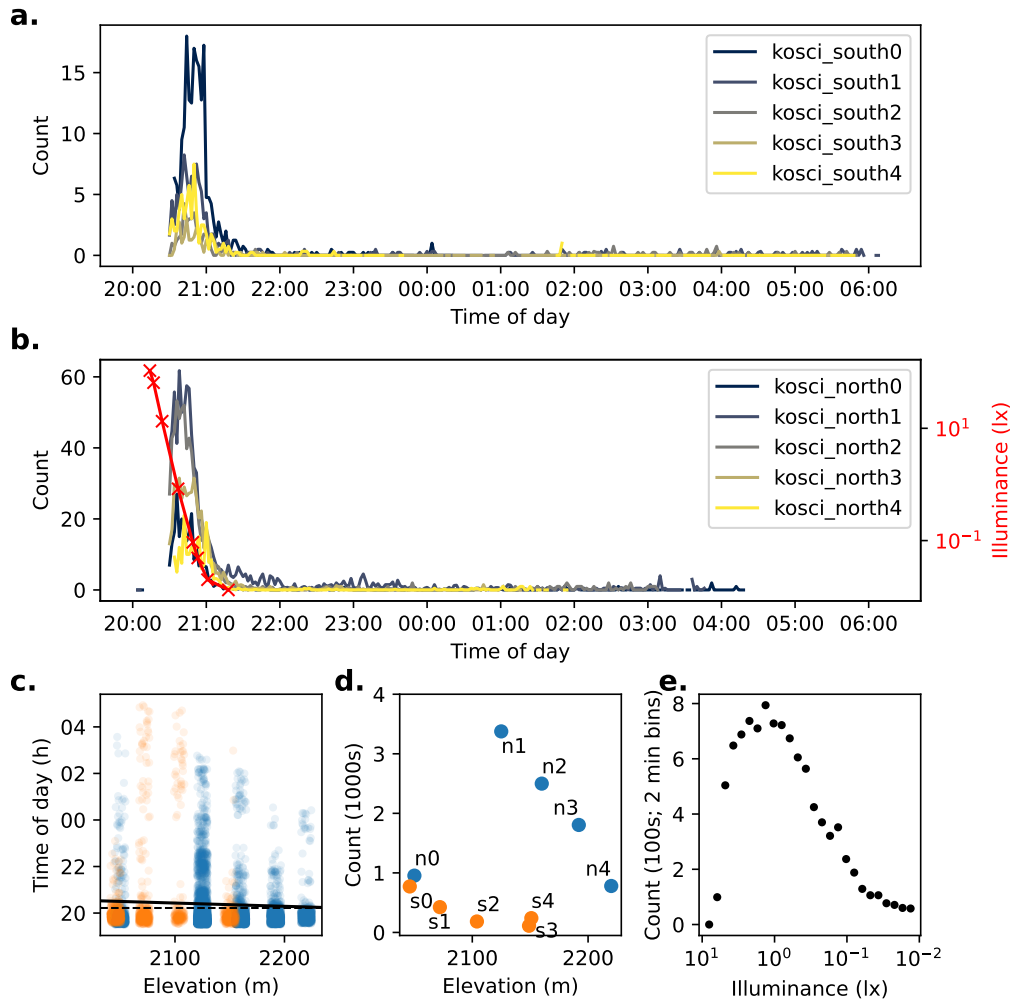 a.
15
10
5
0
Count
kosci_south0
kosci_south1
kosci_south2
kosci_south3
kosci_south4
20:00 21:00 22:00 23:00 00:00 01:00 02:00 03:00 04:00 05:00 06:00
Time of day
b.
60
40
20
0
Count
kosci_north0
kosci_north1
kosci_north2
kosci_north3
kosci_north4
10¹
10⁻¹
Illuminance (lx)
20:00 21:00 22:00 23:00 00:00 01:00 02:00 03:00 04:00 05:00 06:00
Time of day
c.
04
02
00
22
20
Time of day (h)
2100 2200
Elevation (m)
d.
4
3
2
1
0
Count (1000s)
n1
n2
n3
n0
n4
s0
s1
s2
s4
s3
2100 2200
Elevation (m)
e.
8
6
4
2
0
Count (100s; 2 min bins)
10¹ 10⁰ 10⁻¹ 10⁻²
Illuminance (lx)